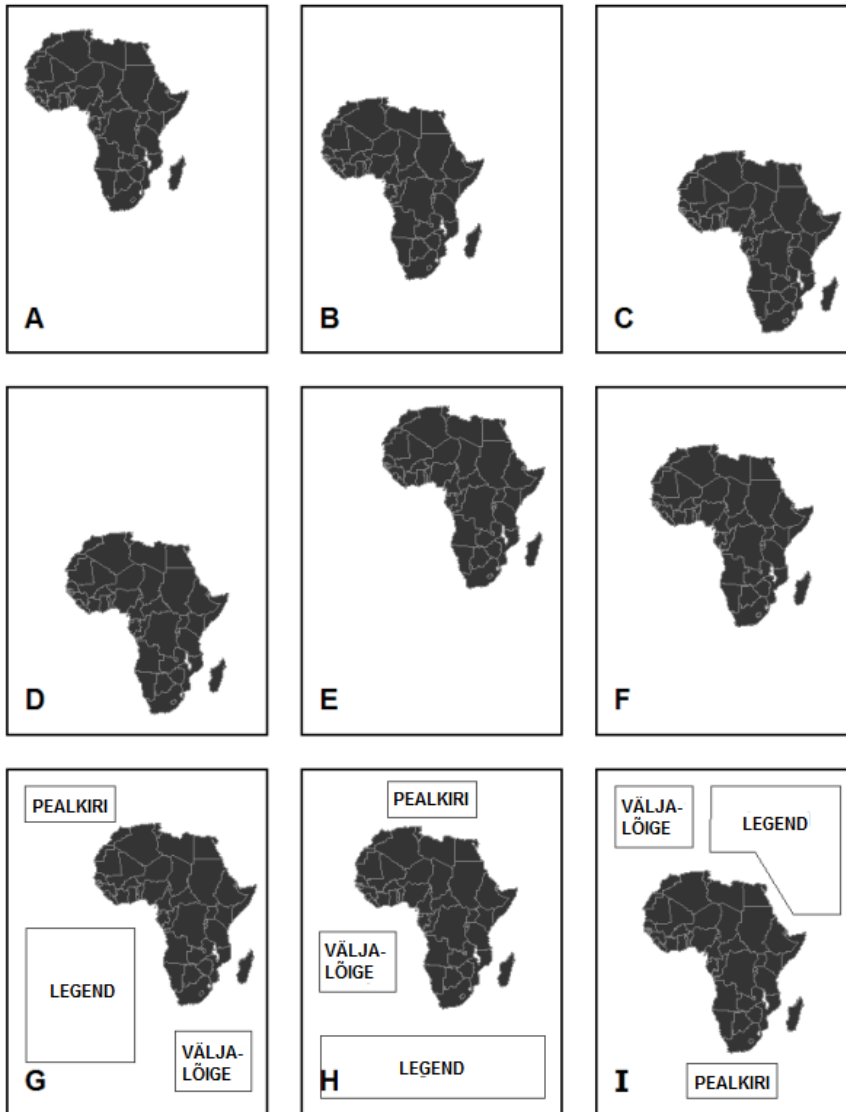 A
B
C
D
E
F
PEALKIRI
LEGEND
VÄLJA-
LÕIGE
G
PEALKIRI
VÄLJA-
LÕIGE
LEGEND
H
VÄLJA-
LÕIGE
LEGEND
PEALKIRI
I